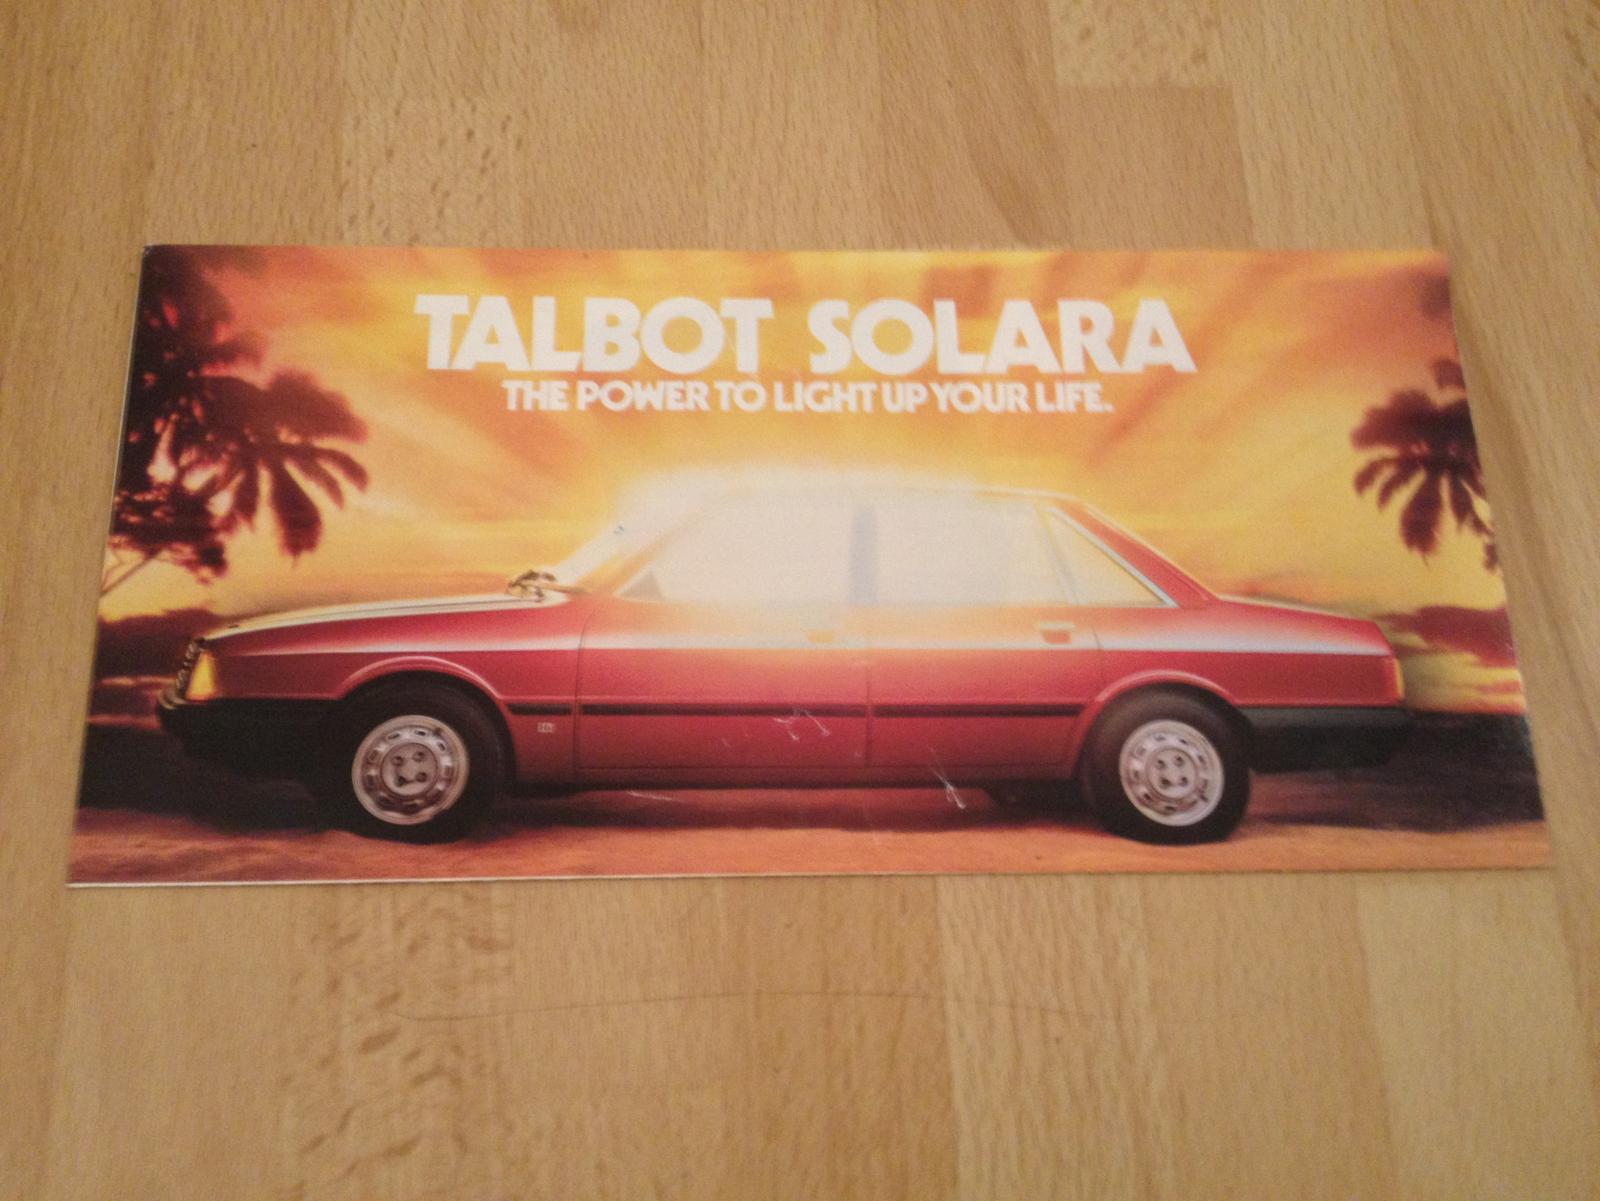 TALBOT SOLARA
THE POWER TO LIGHT UP YOUR LIFE.